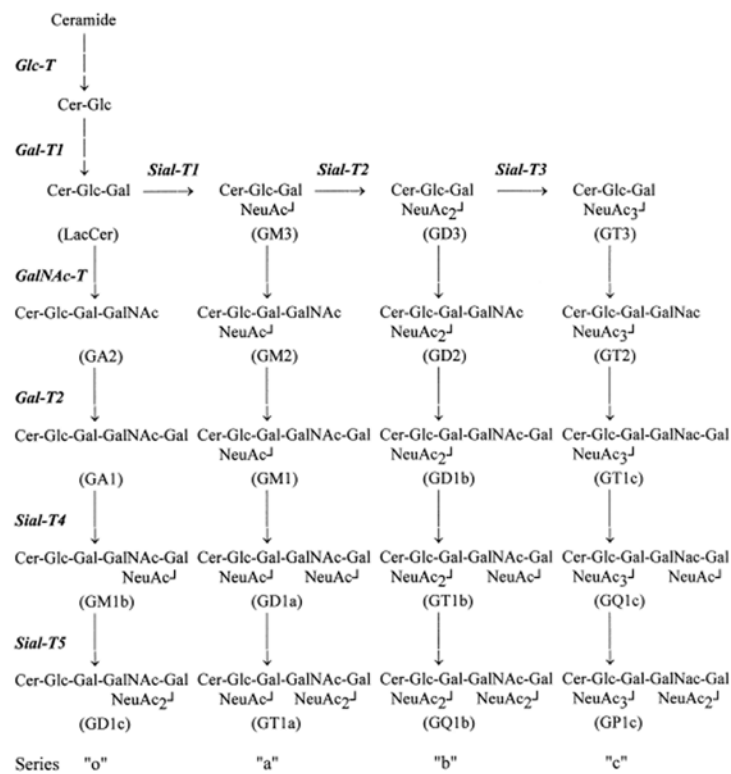 Ceramide
Glc-T
Cer-Glc
Gal-T1
Sial-T1 Sial-T2 Sial-T3
Cer-Glc-Gal Cer-Glc-Gal Cer-Glc-Gal Cer-Glc-Gal
NeuAc NeuAc2 NeuAc3
(LacCer) (GM3) (GD3) (GT3)
GalNAc-T
Cer-Glc-Gal-GalNAc Cer-Glc-Gal-GalNAc Cer-Glc-Gal-GalNAc Cer-Glc-Gal-GalNac
NeuAc NeuAc2 NeuAc3
(GA2) (GM2) (GD2) (GT2)
Gal-T2
Cer-Glc-Gal-GalNAc-Gal Cer-Glc-Gal-GalNAc-Gal Cer-Glc-Gal-GalNAc-Gal Cer-Glc-Gal-GalNac-Gal
NeuAc NeuAc2 NeuAc3
(GA1) (GM1) (GD1b) (GT1c)
Sial-T4
Cer-Glc-Gal-GalNAc-Gal Cer-Glc-Gal-GalNAc-Gal Cer-Glc-Gal-GalNAc-Gal Cer-Glc-Gal-GalNac-Gal
NeuAc NeuAc NeuAc NeuAc2 NeuAc NeuAc3 NeuAc
(GM1b) (GD1a) (GT1b) (GQ1c)
Sial-T5
Cer-Glc-Gal-GalNAc-Gal Cer-Glc-Gal-GalNAc-Gal Cer-Glc-Gal-GalNAc-Gal Cer-Glc-Gal-GalNac-Gal
NeuAc2 NeuAc NeuAc2 NeuAc2 NeuAc2 NeuAc3 NeuAc2
(GD1c) (GT1a) (GQ1b) (GP1c)
Series "o" "a" "b" "c"